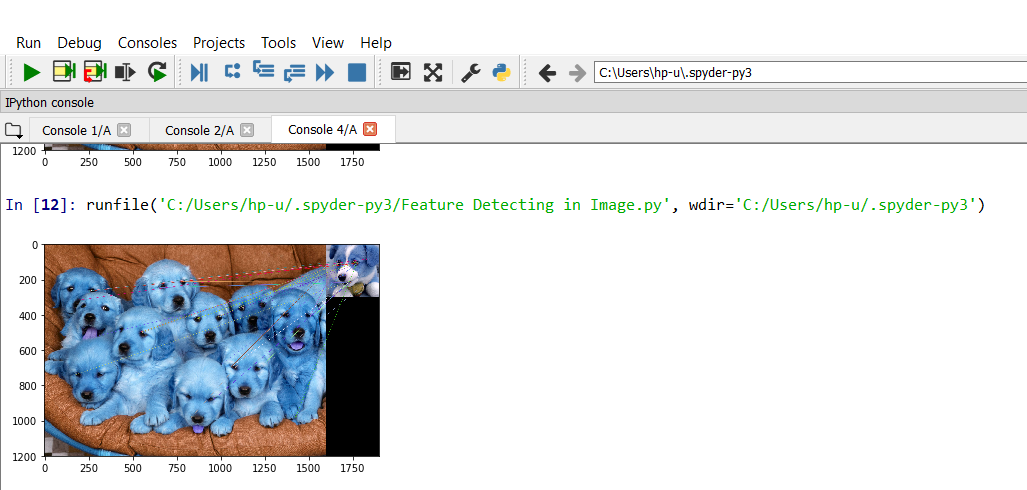 Run Debug Consoles Projects Tools View Help
C:\Users\hp-u\.spyder-py3
IPython console
Console 1/A Console 2/A Console 4/A
1200
0 250 500 750 1000 1250 1500 1750
In [12]: runfile('C:/Users/hp-u/.spyder-py3/Feature Detecting in Image.py', wdir='C:/Users/hp-u/.spyder-py3')
0
200
400
600
800
1000
1200
0 250 500 750 1000 1250 1500 1750